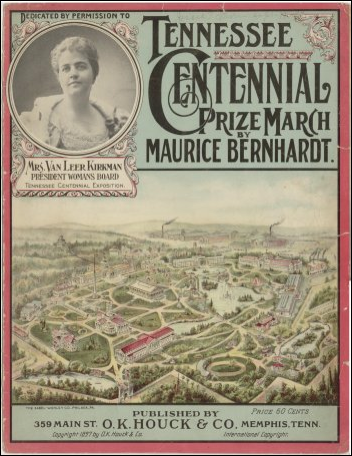 DEDICATED BY PERMISSION TO
MRS. VAN LEER KIRKMAN
PRESIDENT WOMANS BOARD
TENNESSEE CENTENNIAL EXPOSITION.
TENNESSEE
CENTENNIAL
PRIZE MARCH
BY
MAURICE BERNHARDT.
PUBLISHED BY
PRICE 60 CENTS
359 MAIN ST. O.K. HOUCK & CO. MEMPHIS, TENN.
Copyright 1897 by O.K. Houck & Co.
International Copyright.